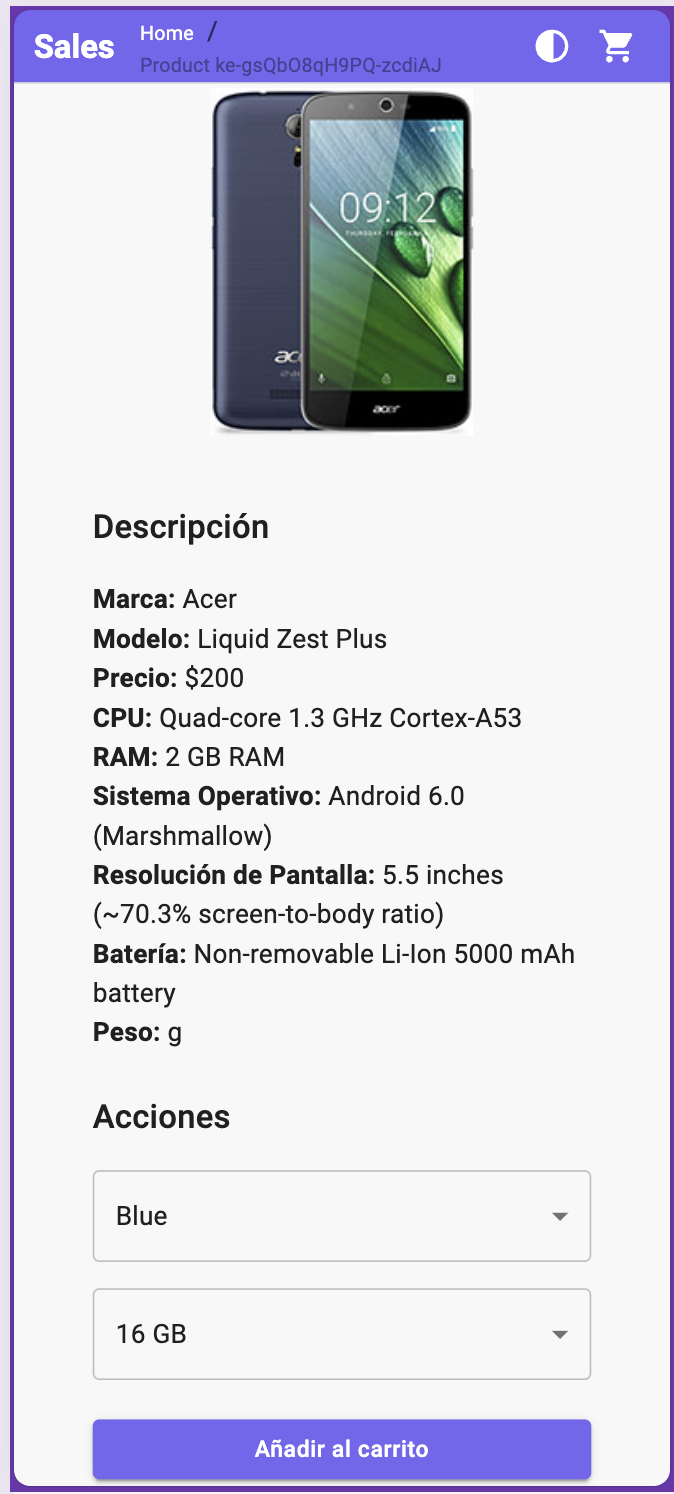 Sales
Home /
Product ke-gsQbO8qH9PQ-zcdiAJ
09:12
acer
Descripción
Marca: Acer
Modelo: Liquid Zest Plus
Precio: $200
CPU: Quad-core 1.3 GHz Cortex-A53
RAM: 2 GB RAM
Sistema Operativo: Android 6.0
(Marshmallow)
Resolución de Pantalla: 5.5 inches
(~70.3% screen-to-body ratio)
Batería: Non-removable Li-Ion 5000 mAh
battery
Peso: g
Acciones
Blue
16 GB
Añadir al carrito